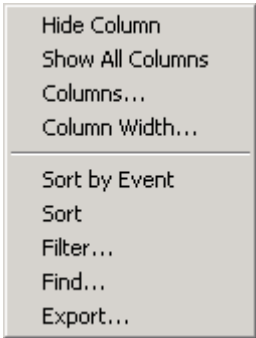 Hide Column
Show All Columns
Columns...
Column Width...
Sort by Event
Sort
Filter...
Find...
Export...